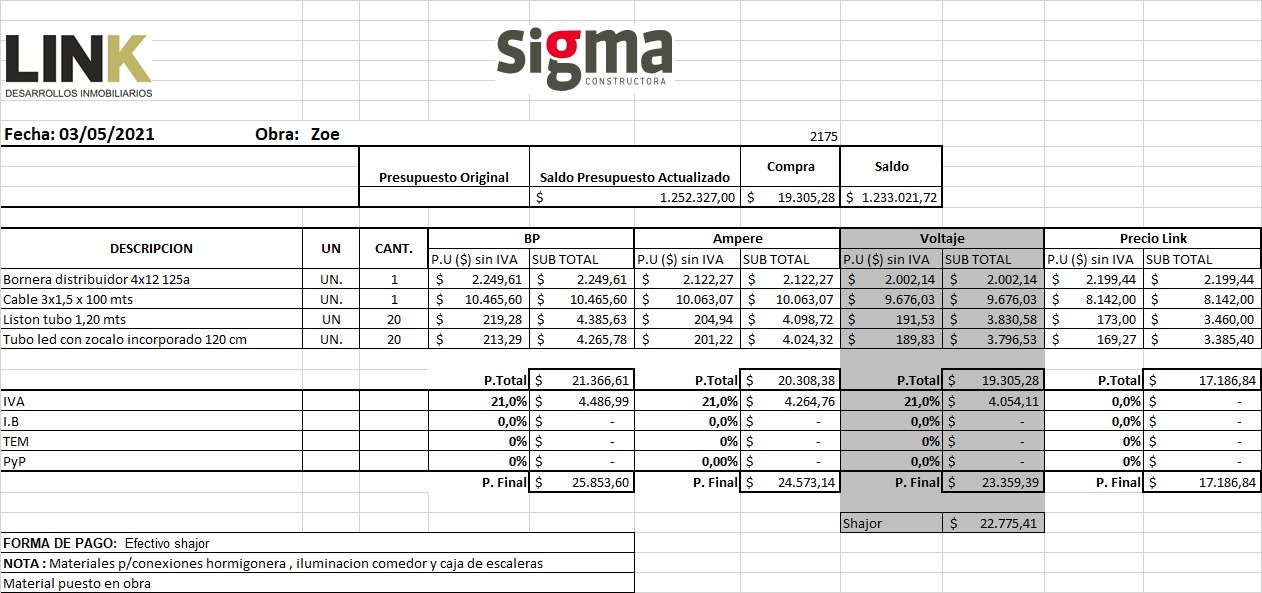 LINK
DESARROLLOS INMOBILIARIOS
sigma
CONSTRUCTORA
Fecha: 03/05/2021 Obra: Zoe 2175
Presupuesto Original Saldo Presupuesto Actualizado Compra Saldo
$ 1.252.327,00 $ 19.305,28 $ 1.233.021,72
DESCRIPCION UN CANT. BP Ampere Voltaje Precio Link
P.U ($) sin IVA SUB TOTAL P.U ($) sin IVA SUB TOTAL P.U ($) sin IVA SUB TOTAL P.U ($) sin IVA SUB TOTAL
Bornera distribuidor 4x12 125a UN. 1 $ 2.249,61 $ 2.249,61 $ 2.122,27 $ 2.122,27 $ 2.002,14 $ 2.002,14 $ 2.199,44 $ 2.199,44
Cable 3x1,5 x 100 mts UN. 1 $ 10.465,60 $ 10.465,60 $ 10.063,07 $ 10.063,07 $ 9.676,03 $ 9.676,03 $ 8.142,00 $ 8.142,00
Liston tubo 1,20 mts UN 20 $ 219,28 $ 4.385,63 $ 204,94 $ 4.098,72 $ 191,53 $ 3.830,58 $ 173,00 $ 3.460,00
Tubo led con zocalo incorporado 120 cm UN. 20 $ 213,29 $ 4.265,78 $ 201,22 $ 4.024,32 $ 189,83 $ 3.796,53 $ 169,27 $ 3.385,40
P.Total $ 21.366,61 P.Total $ 20.308,38 P.Total $ 19.305,28 P.Total $ 17.186,84
IVA 21,0% $ 4.486,99 21,0% $ 4.264,76 21,0% $ 4.054,11 0,0% $ -
I.B 0,0% $ - 0,0% $ - 0,0% $ - 0,0% $ -
TEM 0% $ - 0% $ - 0% $ - 0% $ -
PyP 0% $ - 0,00% $ - 0,0% $ - 0% $ -
P. Final $ 25.853,60 P. Final $ 24.573,14 P. Final $ 23.359,39 P. Final $ 17.186,84
Shajor $ 22.775,41
FORMA DE PAGO: Efectivo shajor
NOTA : Materiales p/conexiones hormigonera , iluminacion comedor y caja de escaleras
Material puesto en obra